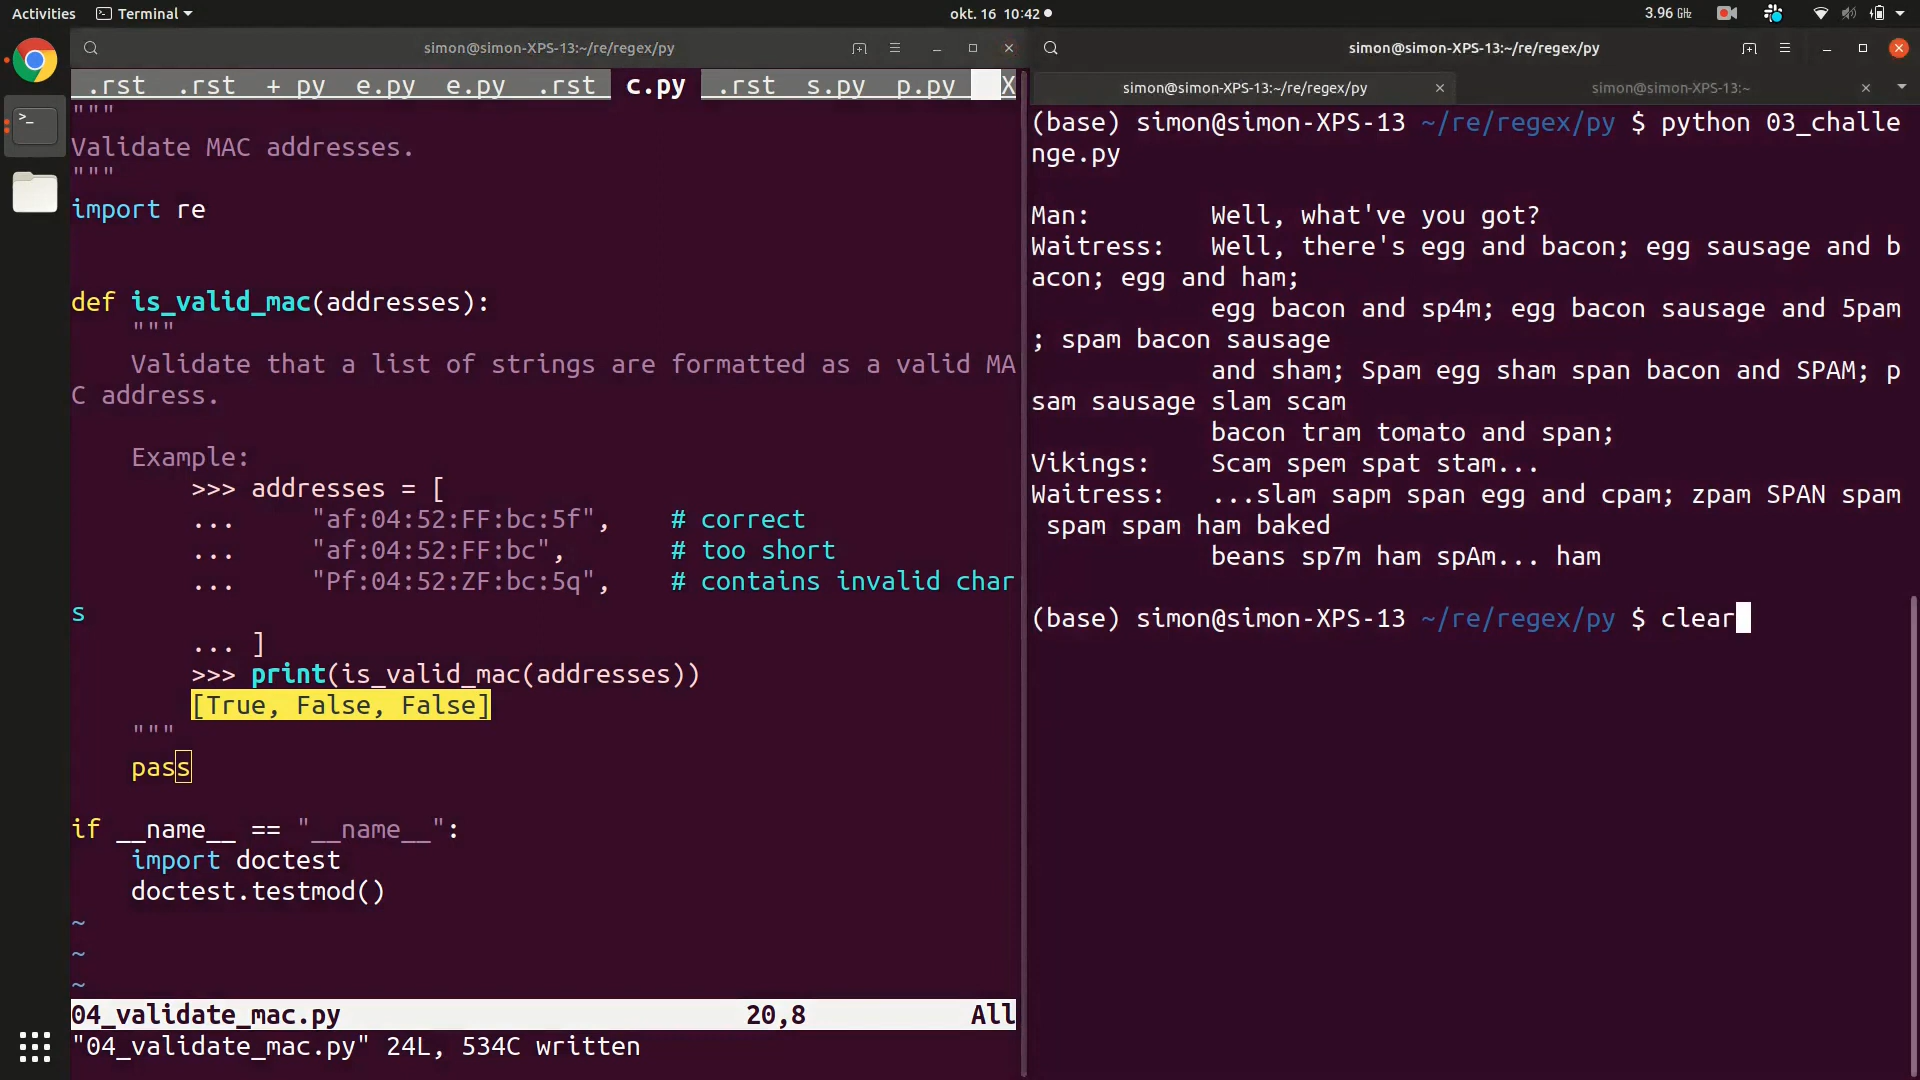 Activities Terminal okt. 16 10:42 3.96 GHz
simon@simon-XPS-13:~/re/regex/py
.rst .rst + py e.py e.py .rst c.py .rst s.py p.py X
"""
Validate MAC addresses.
"""
import re
def is_valid_mac(addresses):
"""
Validate that a list of strings are formatted as a valid MA
C address.
Example:
>>> addresses = [
... "af:04:52:FF:bc:5f", # correct
... "af:04:52:FF:bc", # too short
... "Pf:04:52:ZF:bc:5q", # contains invalid char
s
... ]
>>> print(is_valid_mac(addresses))
[True, False, False]
"""
pass
if __name__ == "__name__":
import doctest
doctest.testmod()
~
~
~
04_validate_mac.py 20,8 All
"04_validate_mac.py" 24L, 534C written
simon@simon-XPS-13:~/re/regex/py
simon@simon-XPS-13:~/re/regex/py simon@simon-XPS-13:~
(base) simon@simon-XPS-13 ~/re/regex/py $ python 03_challe
nge.py
Man: Well, what've you got?
Waitress: Well, there's egg and bacon; egg sausage and b
acon; egg and ham;
egg bacon and sp4m; egg bacon sausage and 5pam
; spam bacon sausage
and sham; Spam egg sham span bacon and SPAM; p
sam sausage slam scam
bacon tram tomato and span;
Vikings: Scam spem spat stam...
Waitress: ...slam sapm span egg and cpam; zpam SPAN spam
spam spam ham baked
beans sp7m ham spAm... ham
(base) simon@simon-XPS-13 ~/re/regex/py $ clear